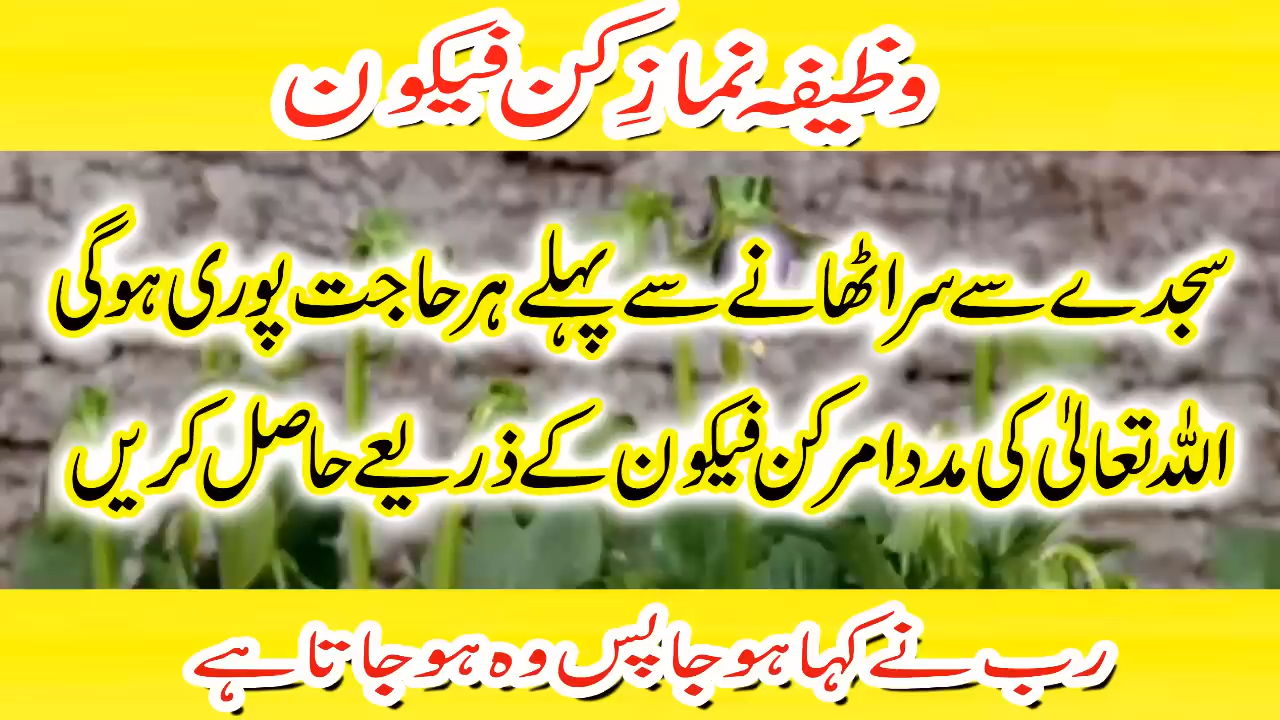 وظیفہ نمازِ کن فیکون
سجدے سے سر اٹھانے سے پہلے ہر حاجت پوری ہوگی
اللہ تعالیٰ کی مدد امر کن فیکون کے ذریعے حاصل کریں
رب نے کہا ہو جا پس وہ ہو جاتا ہے